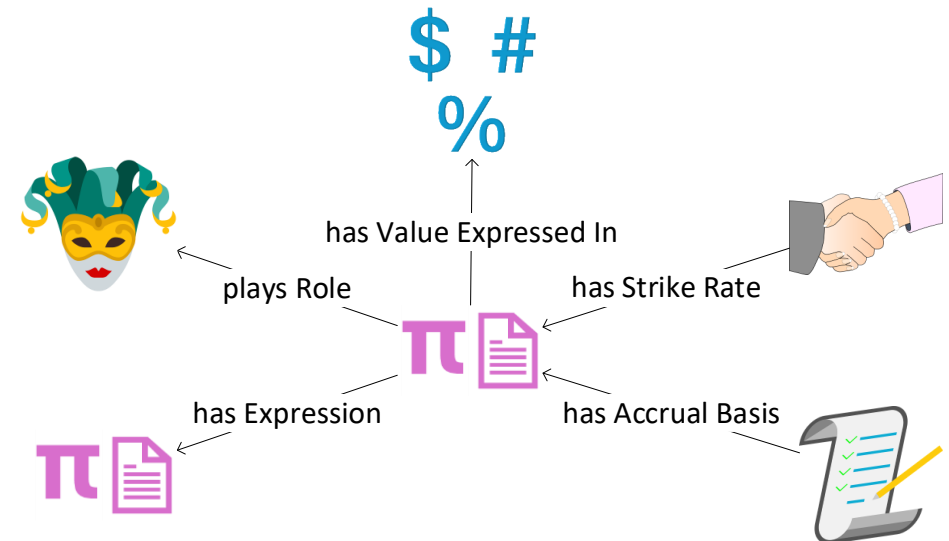 $ #
%
has Value Expressed In
plays Role
has Strike Rate
π
has Expression
has Accrual Basis
π